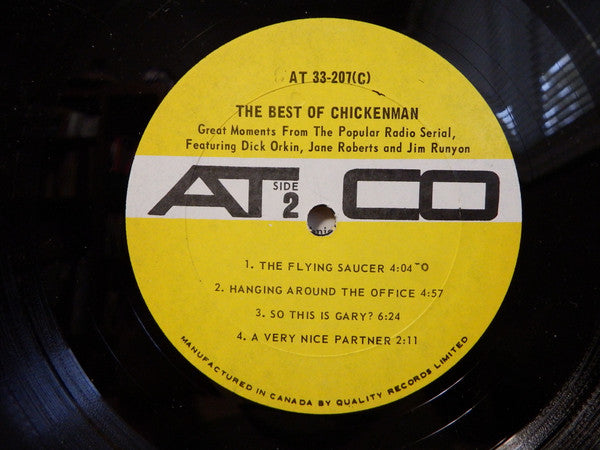 AT 33-207(C)
THE BEST OF CHICKENMAN
Great Moments From The Popular Radio Serial,
Featuring Dick Orkin, Jane Roberts and Jim Runyon
ATCO
SIDE
2
1. THE FLYING SAUCER 4:04
2. HANGING AROUND THE OFFICE 4:57
3. SO THIS IS GARY? 6:24
4. A VERY NICE PARTNER 2:11
MANUFACTURED IN CANADA BY QUALITY RECORDS LIMITED